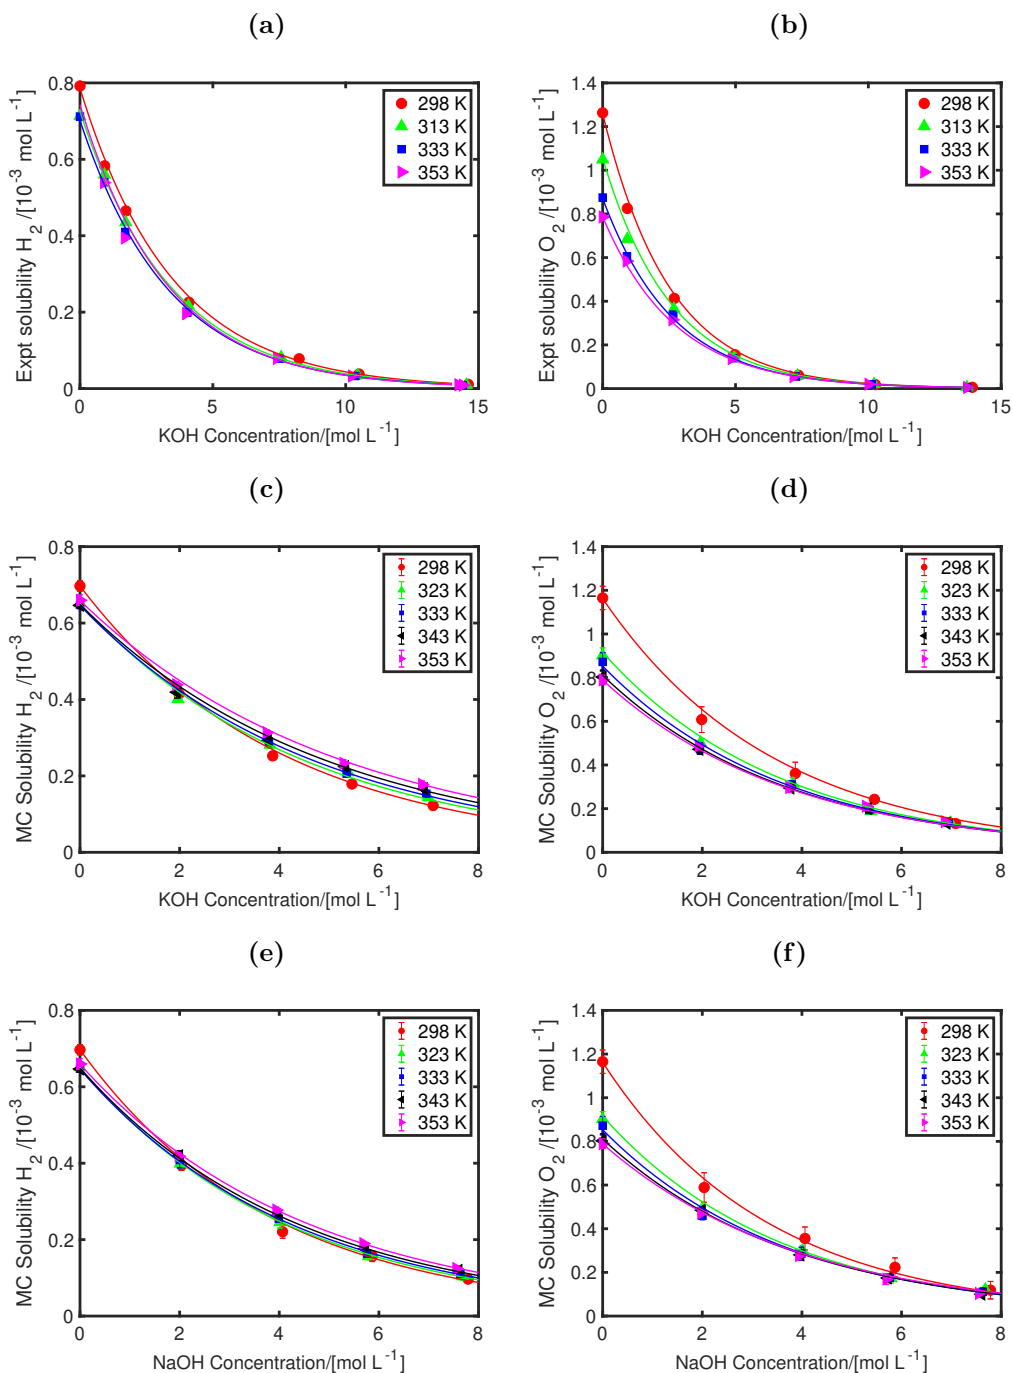 (a)
Expt solubility H2 /[10-3 mol L-1]
0.8
0.6
0.4
0.2
0
0 5 10 15
KOH Concentration/[mol L-1]
298 K
313 K
333 K
353 K
(b)
Expt solubility O2 /[10-3 mol L-1]
1.4
1.2
1
0.8
0.6
0.4
0.2
0
0 5 10 15
KOH Concentration/[mol L-1]
298 K
313 K
333 K
353 K
(c)
MC Solubility H2 /[10-3 mol L-1]
0.8
0.6
0.4
0.2
0
0 2 4 6 8
KOH Concentration/[mol L-1]
298 K
323 K
333 K
343 K
353 K
(d)
MC Solubility O2 /[10-3 mol L-1]
1.4
1.2
1
0.8
0.6
0.4
0.2
0
0 2 4 6 8
KOH Concentration/[mol L-1]
298 K
323 K
333 K
343 K
353 K
(e)
MC Solubility H2 /[10-3 mol L-1]
0.8
0.6
0.4
0.2
0
0 2 4 6 8
NaOH Concentration/[mol L-1]
298 K
323 K
333 K
343 K
353 K
(f)
MC Solubility O2 /[10-3 mol L-1]
1.4
1.2
1
0.8
0.6
0.4
0.2
0
0 2 4 6 8
NaOH Concentration/[mol L-1]
298 K
323 K
333 K
343 K
353 K